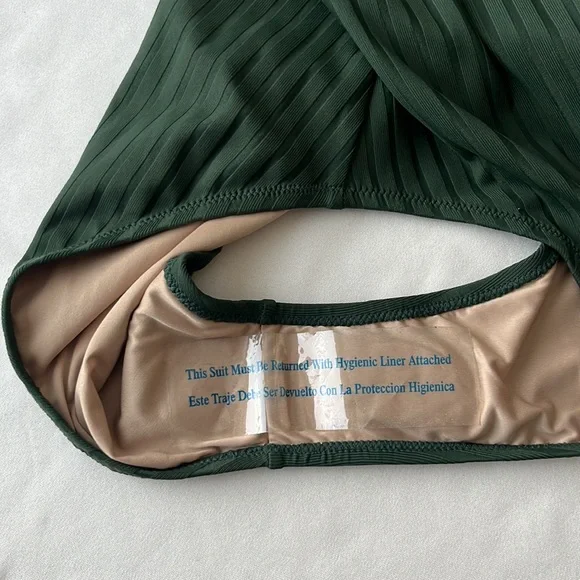 This Suit Must Be Returned With Hygienic Liner Attached
Este Traje Debe Ser Devuelto Con La Proteccion Higienica